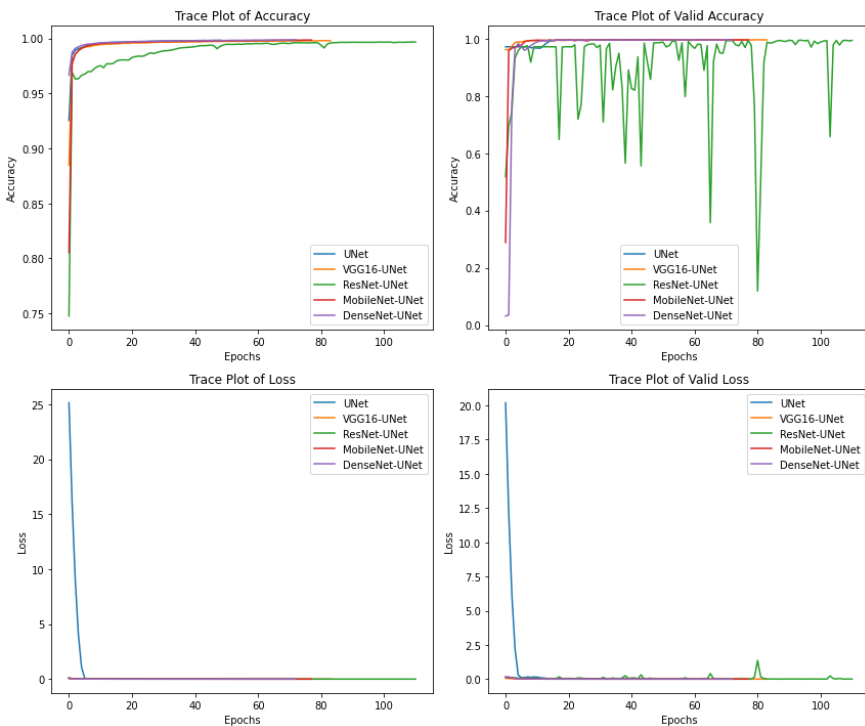 Trace Plot of Accuracy
1.00
0.95
0.90
0.85
0.80
0.75
Accuracy
0
20
40
60
80
100
Epochs
UNet
VGG16-UNet
ResNet-UNet
MobileNet-UNet
DenseNet-UNet
Trace Plot of Valid Accuracy
1.0
0.8
0.6
0.4
0.2
0.0
Accuracy
0
20
40
60
80
100
Epochs
UNet
VGG16-UNet
ResNet-UNet
MobileNet-UNet
DenseNet-UNet
Trace Plot of Loss
25
20
15
10
5
0
Loss
0
20
40
60
80
100
Epochs
UNet
VGG16-UNet
ResNet-UNet
MobileNet-UNet
DenseNet-UNet
Trace Plot of Valid Loss
20.0
17.5
15.0
12.5
10.0
7.5
5.0
2.5
0.0
Loss
0
20
40
60
80
100
Epochs
UNet
VGG16-UNet
ResNet-UNet
MobileNet-UNet
DenseNet-UNet